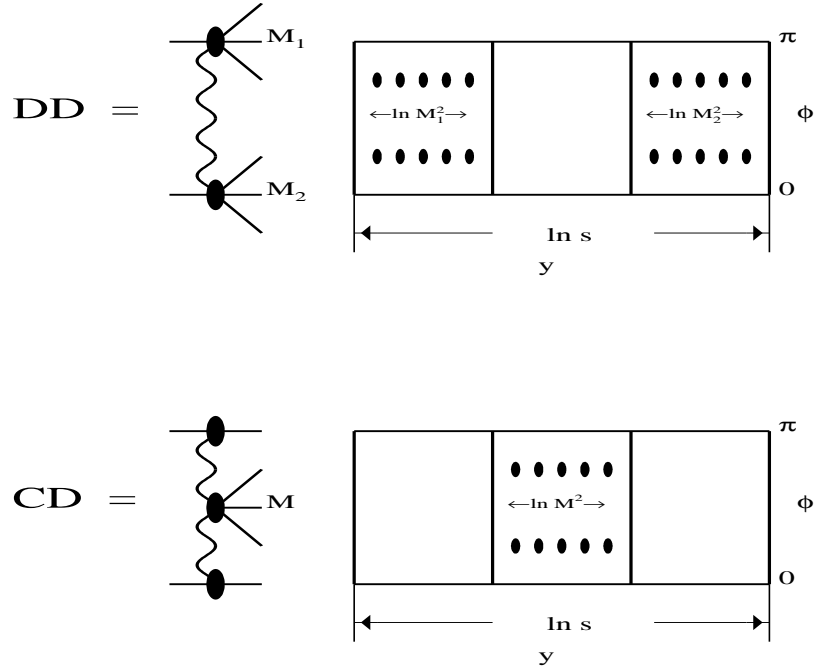 M₁ π
DD = ←ln M₁²→ ←ln M₂²→ ϕ
M₂ 0
ln s
y
π
CD = M ←ln M²→ ϕ
0
ln s
y